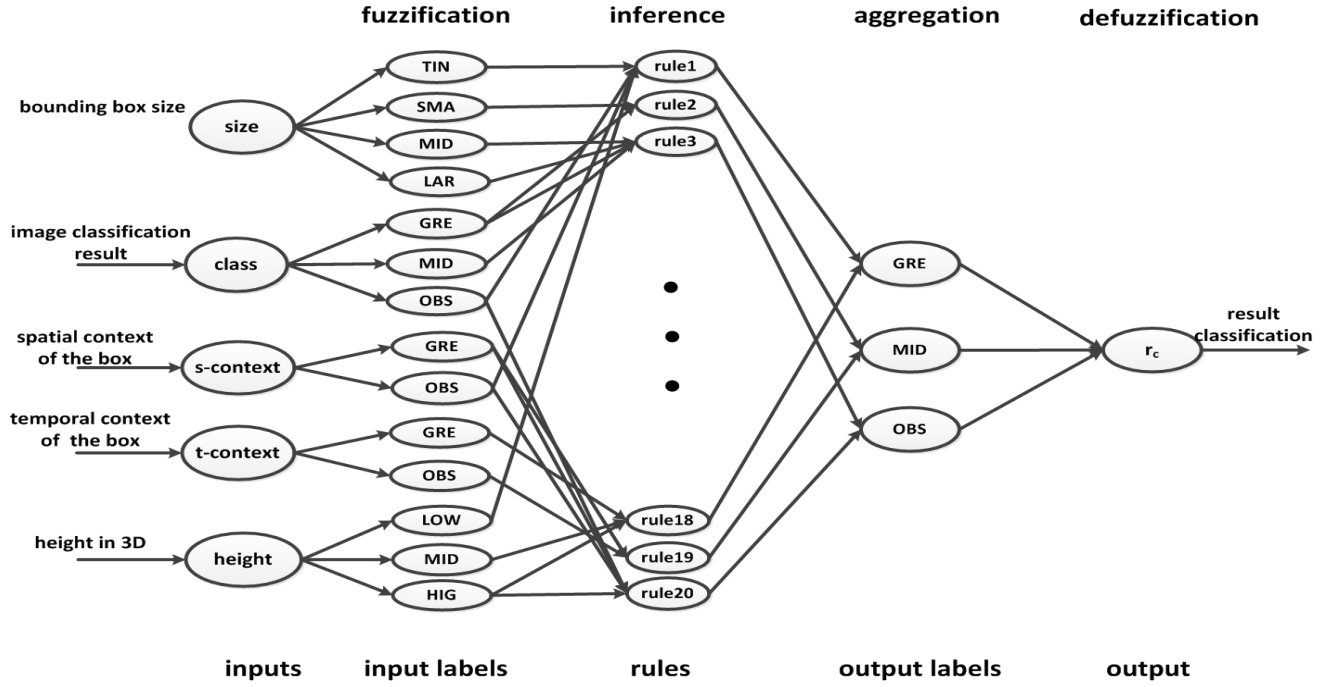 fuzzification
inference
aggregation
defuzzification
bounding box size
size
TIN
SMA
MID
LAR
image classification
result
class
GRE
MID
OBS
spatial context
of the box
s-context
GRE
OBS
temporal context
of the box
t-context
GRE
OBS
height in 3D
height
LOW
MID
HIG
rule1
rule2
rule3
rule18
rule19
rule20
GRE
MID
OBS
rc
result
classification
inputs
input labels
rules
output labels
output